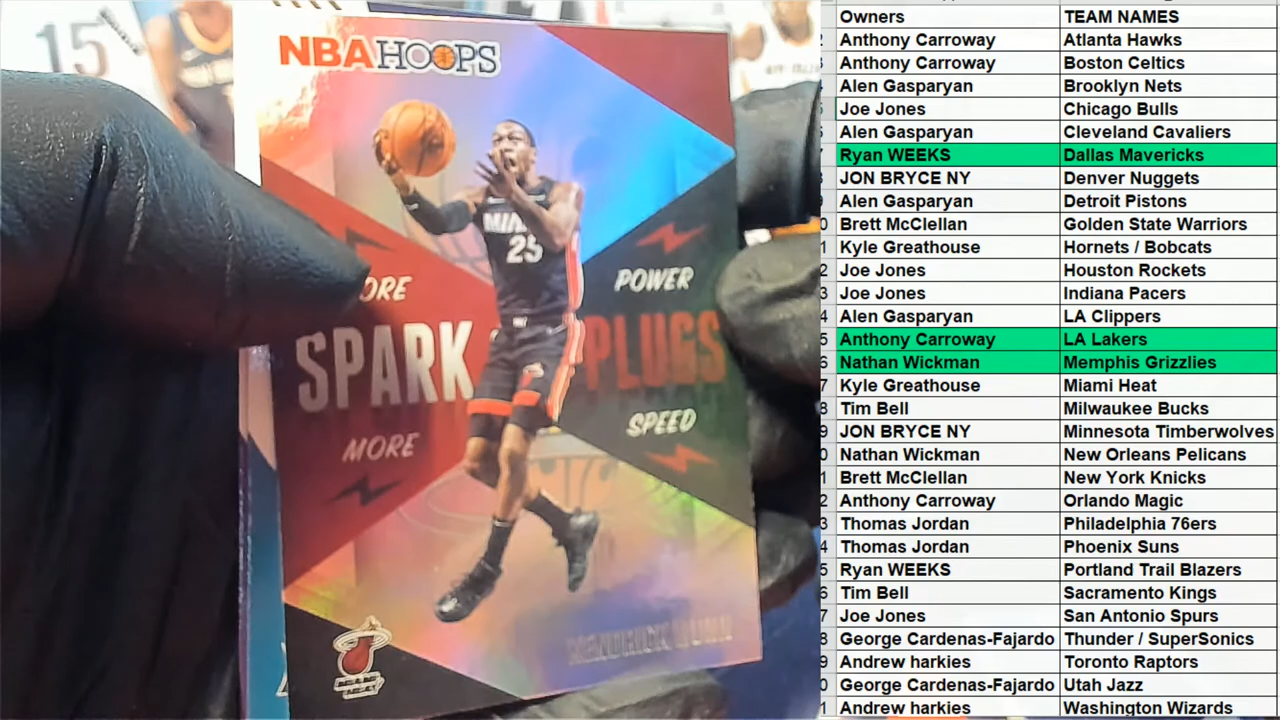 15
NBA HOOPS
MIA
25
ORE
POWER
SPARK PLUGS
MORE
SPEED
KENDRICK NUNN
Owners TEAM NAMES
Anthony Carroway Atlanta Hawks
Anthony Carroway Boston Celtics
Alen Gasparyan Brooklyn Nets
Joe Jones Chicago Bulls
Alen Gasparyan Cleveland Cavaliers
Ryan WEEKS Dallas Mavericks
JON BRYCE NY Denver Nuggets
Alen Gasparyan Detroit Pistons
Brett McClellan Golden State Warriors
Kyle Greathouse Hornets / Bobcats
Joe Jones Houston Rockets
Joe Jones Indiana Pacers
Alen Gasparyan LA Clippers
Anthony Carroway LA Lakers
Nathan Wickman Memphis Grizzlies
Kyle Greathouse Miami Heat
Tim Bell Milwaukee Bucks
JON BRYCE NY Minnesota Timberwolves
Nathan Wickman New Orleans Pelicans
Brett McClellan New York Knicks
Anthony Carroway Orlando Magic
Thomas Jordan Philadelphia 76ers
Thomas Jordan Phoenix Suns
Ryan WEEKS Portland Trail Blazers
Tim Bell Sacramento Kings
Joe Jones San Antonio Spurs
George Cardenas-Fajardo Thunder / SuperSonics
Andrew harkies Toronto Raptors
George Cardenas-Fajardo Utah Jazz
Andrew harkies Washington Wizards